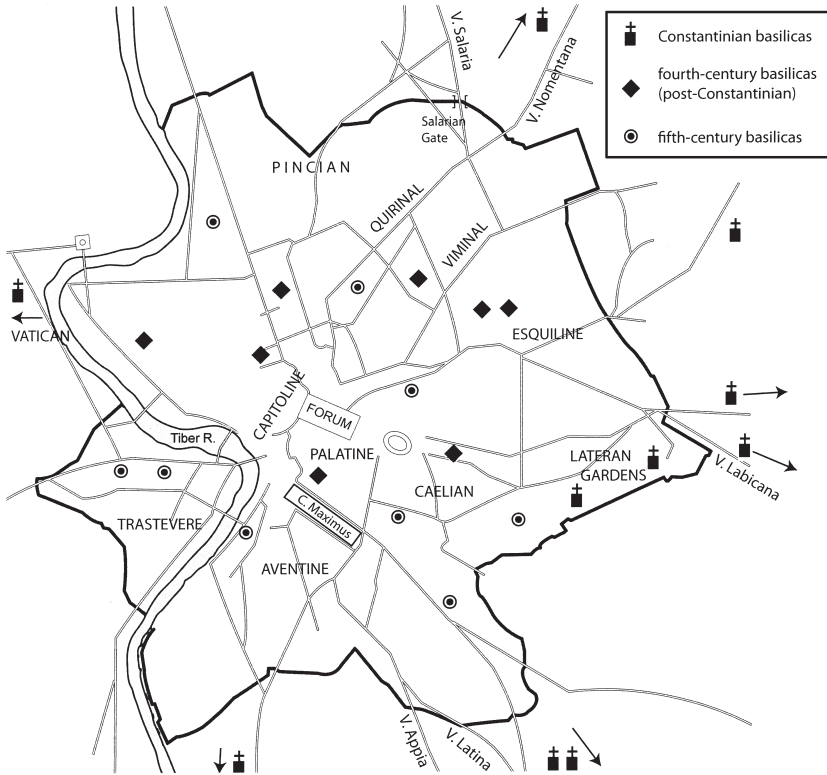 Constantinian basilicas
fourth-century basilicas
(post-Constantinian)
fifth-century basilicas
V. Salaria
V. Nomentana
Salarian
Gate
PINCIAN
QUIRINAL
VIMINAL
VATICAN
ESQUILINE
CAPITOLINE
FORUM
Tiber R.
PALATINE
LATERAN
GARDENS
V. Labicana
CAELIAN
C. Maximus
TRASTEVERE
AVENTINE
V. Appia
V. Latina